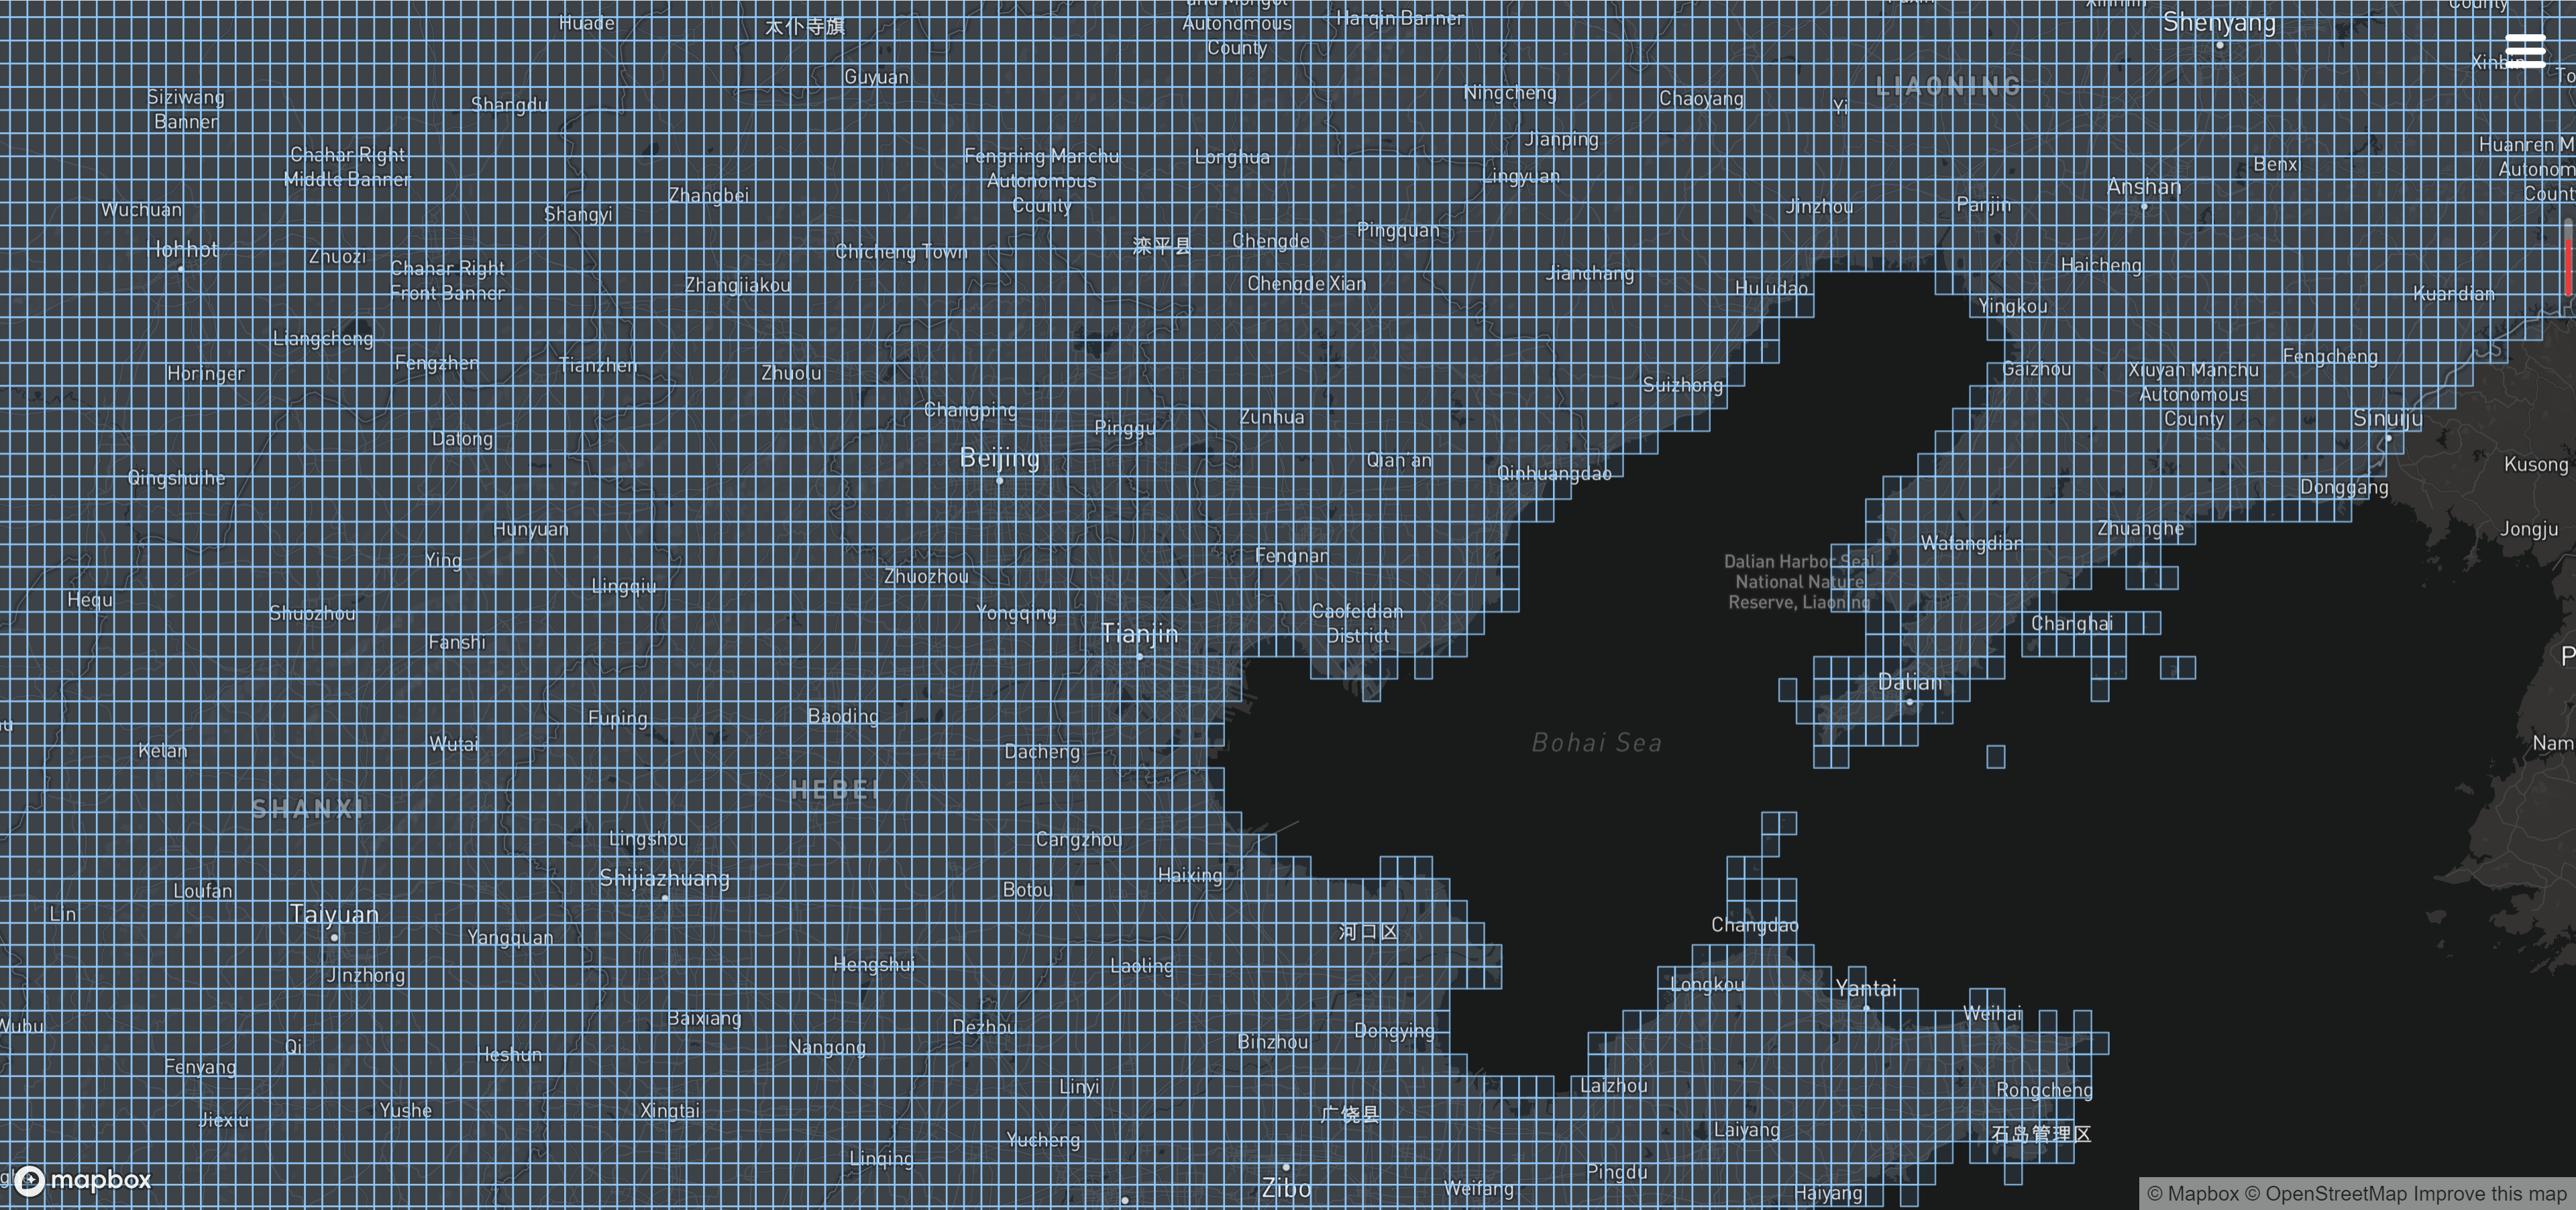 and Mongol
Autonomous
County
Huade
太仆寺旗
Harqin Banner
Xinmin
County
Shenyang
Guyuan
Xinbin
LIAONING
Siziwang
Banner
Shangdu
Ningcheng
Chaoyang
Yi
Jianping
Chahar Right
Middle Banner
Fengning Manchu
Autonomous
County
Longhua
Lingyuan
Benxi
Huanren M
Autonom
Count
Wuchuan
Shangyi
Zhangbei
Anshan
Jinzhou
Panjin
Hohhot
Zhuozi
Chahar Right
Front Banner
Chicheng Town
滦平县
Chengde
Pingquan
Haicheng
Zhangjiakou
Chengde Xian
Jianchang
Huludao
Kuandian
Yingkou
Liangcheng
Fengzhen
Tianzhen
Horinger
Zhuolu
Suizhong
Gaizhou
Xiuyan Manchu
Autonomous
County
Fengcheng
Changping
Pinggu
Zunhua
Sinuiju
Datong
Beijing
Qian'an
Qinhuangdao
Kusong
Qingshuihe
Donggang
Hunyuan
Zhuanghe
Jongju
Ying
Lingqiu
Zhuozhou
Fengnan
Wafangdian
Dalian Harbor Seal
National Nature
Reserve, Liaoning
Hequ
Shuozhou
Yongqing
Caofeidian
District
Changhai
Fanshi
Tianjin
Dalian
Fuping
Baoding
Kelan
Wutai
Dacheng
Bohai Sea
Nam
SHANXI
HEBEI
Lingshou
Cangzhou
Shijiazhuang
Haixing
Loufan
Botou
Lin
Taiyuan
Yangquan
Changdao
河口区
Jinzhong
Hengshui
Laoling
Longkou
Yantai
Wubu
Baixiang
Dezhou
Binzhou
Dongying
Weihai
Qi
Heshun
Nangong
Fenyang
Linyi
Laizhou
Rongcheng
Jiexiu
Yushe
Xingtai
广饶县
Yucheng
Laiyang
石岛管理区
Linqing
Pingdu
Zibo
Weifang
Haiyang
mapbox
© Mapbox © OpenStreetMap Improve this map